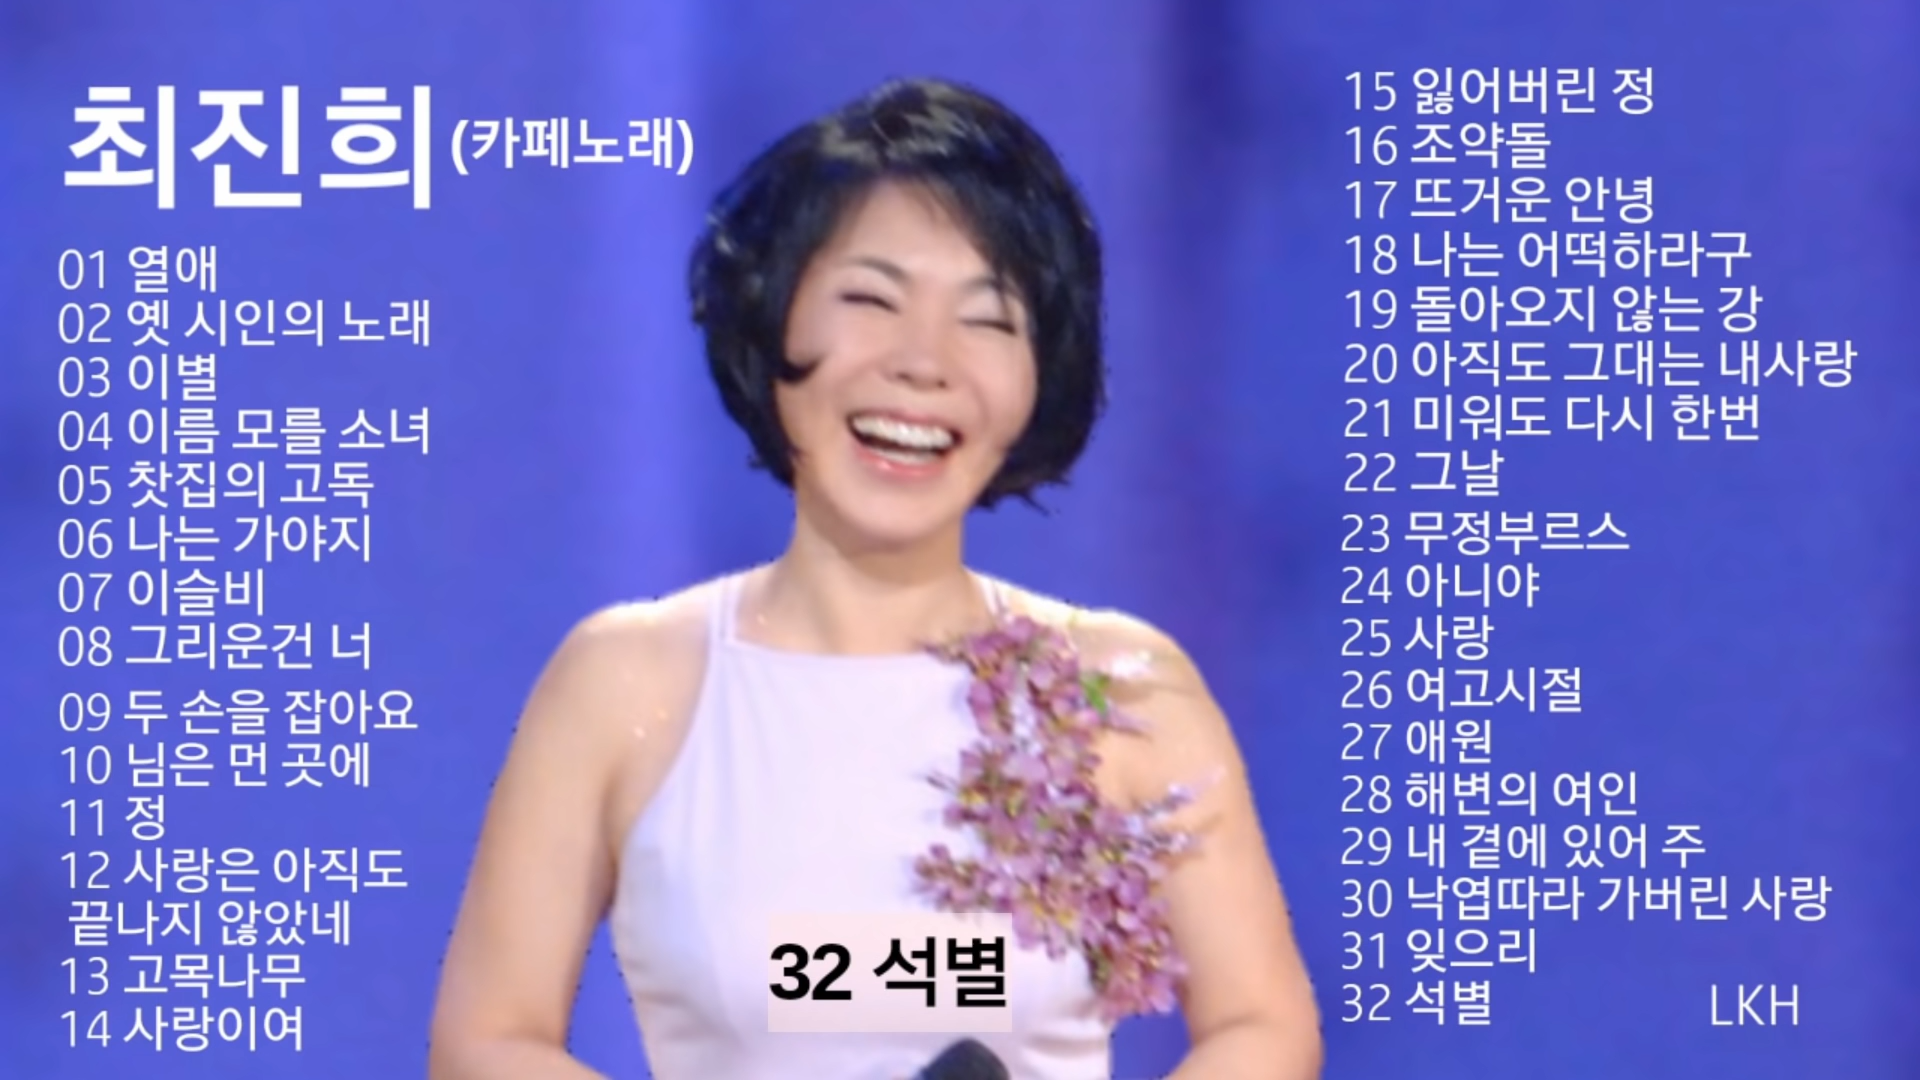 최진희 (카페노래)
01 열애
02 옛 시인의 노래
03 이별
04 이름 모를 소녀
05 찻집의 고독
06 나는 가야지
07 이슬비
08 그리운건 너
09 두 손을 잡아요
10 님은 먼 곳에
11 정
12 사랑은 아직도
끝나지 않았네
13 고목나무
14 사랑이여
15 잃어버린 정
16 조약돌
17 뜨거운 안녕
18 나는 어떡하라구
19 돌아오지 않는 강
20 아직도 그대는 내사랑
21 미워도 다시 한번
22 그날
23 무정부르스
24 아니야
25 사랑
26 여고시절
27 애원
28 해변의 여인
29 내 곁에 있어 주
30 낙엽따라 가버린 사랑
31 잊으리
32 석별
LKH
32 석별